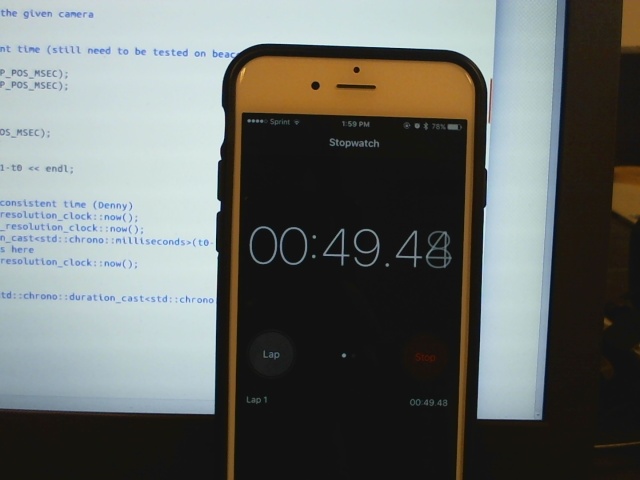 the given camera
nt time (still need to be tested on beac
P_POS_MSEC);
P_POS_MSEC);
OS_MSEC);
1-t0 << endl;
consistent time (Denny)
resolution_clock::now();
_resolution_clock::now();
n_cast<std::chrono::milliseconds>(t0-
s here
resolution_clock::now();
td::chrono::duration_cast<std::chrono
Sprint 1:59 PM 76%
Stopwatch
00:49.48
Lap Stop
Lap 1 00:49.48